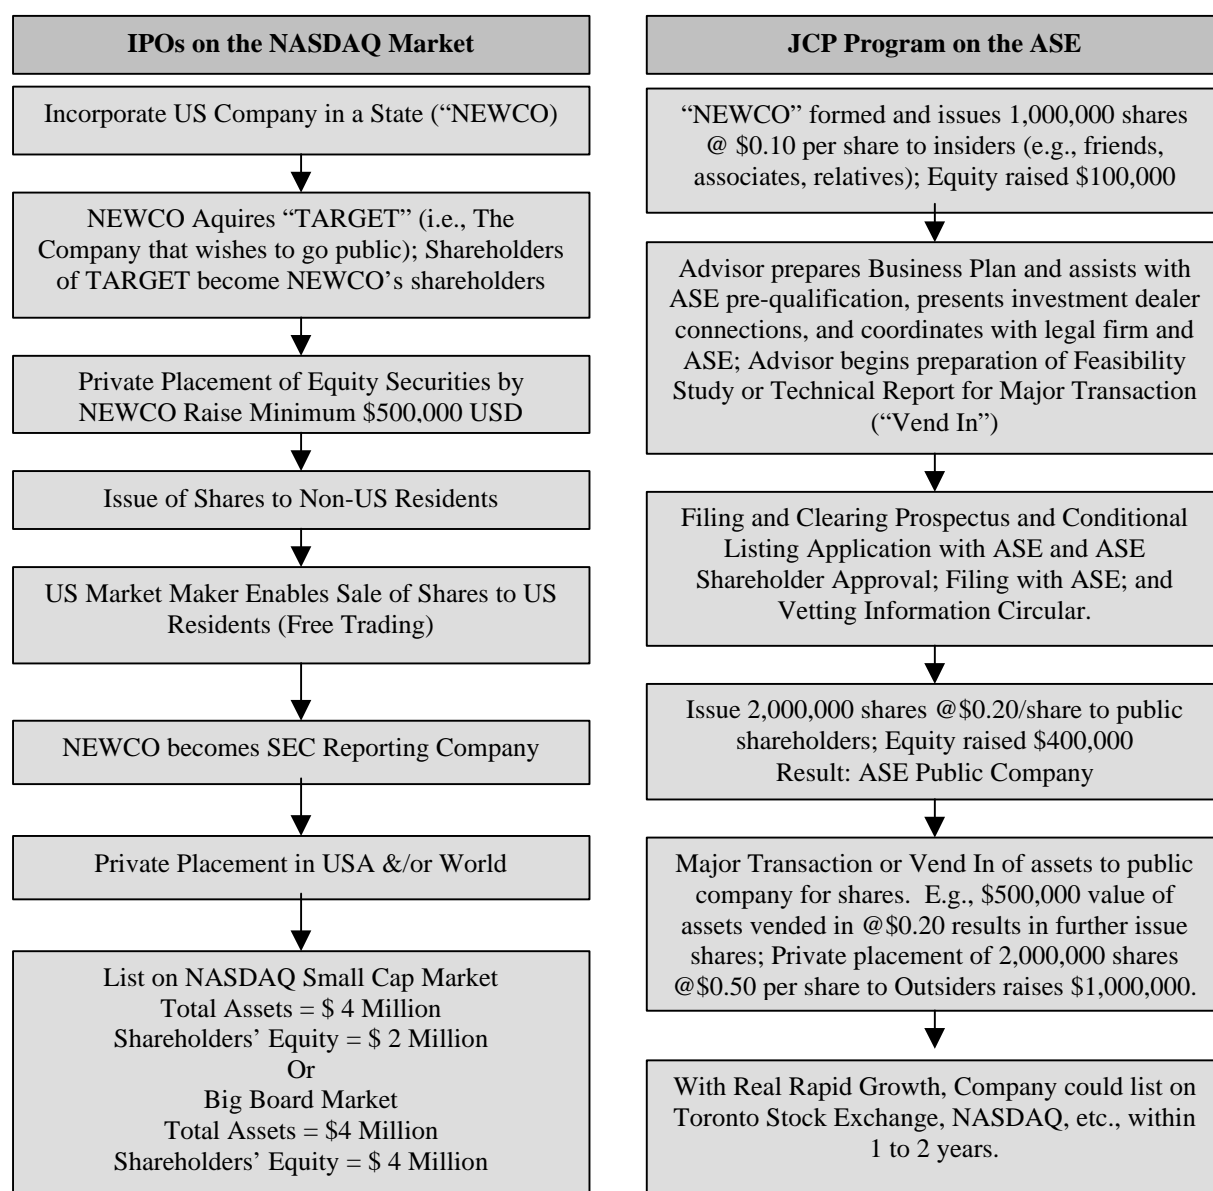 IPOs on the NASDAQ Market
Incorporate US Company in a State (“NEWCO)
NEWCO Aquires “TARGET” (i.e., The
Company that wishes to go public); Shareholders
of TARGET become NEWCO’s shareholders
Private Placement of Equity Securities by
NEWCO Raise Minimum $500,000 USD
Issue of Shares to Non-US Residents
US Market Maker Enables Sale of Shares to US
Residents (Free Trading)
NEWCO becomes SEC Reporting Company
Private Placement in USA &/or World
List on NASDAQ Small Cap Market
Total Assets = $ 4 Million
Shareholders’ Equity = $ 2 Million
Or
Big Board Market
Total Assets = $4 Million
Shareholders’ Equity = $ 4 Million
JCP Program on the ASE
“NEWCO” formed and issues 1,000,000 shares
@ $0.10 per share to insiders (e.g., friends,
associates, relatives); Equity raised $100,000
Advisor prepares Business Plan and assists with
ASE pre-qualification, presents investment dealer
connections, and coordinates with legal firm and
ASE; Advisor begins preparation of Feasibility
Study or Technical Report for Major Transaction
(“Vend In”)
Filing and Clearing Prospectus and Conditional
Listing Application with ASE and ASE
Shareholder Approval; Filing with ASE; and
Vetting Information Circular.
Issue 2,000,000 shares @$0.20/share to public
shareholders; Equity raised $400,000
Result: ASE Public Company
Major Transaction or Vend In of assets to public
company for shares.  E.g., $500,000 value of
assets vended in @$0.20 results in further issue
shares; Private placement of 2,000,000 shares
@$0.50 per share to Outsiders raises $1,000,000.
With Real Rapid Growth, Company could list on
Toronto Stock Exchange, NASDAQ, etc., within
1 to 2 years.